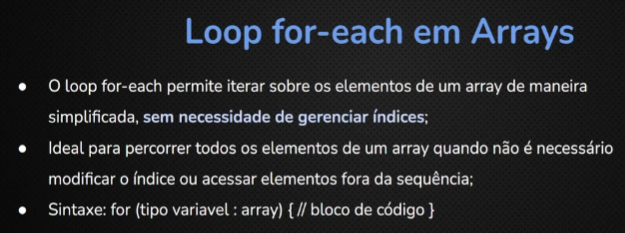 Loop for-each em Arrays
● O loop for-each permite iterar sobre os elementos de um array de maneira
simplificada, sem necessidade de gerenciar índices;
● Ideal para percorrer todos os elementos de um array quando não é necessário
modificar o índice ou acessar elementos fora da sequência;
● Sintaxe: for (tipo variavel : array) { // bloco de código }